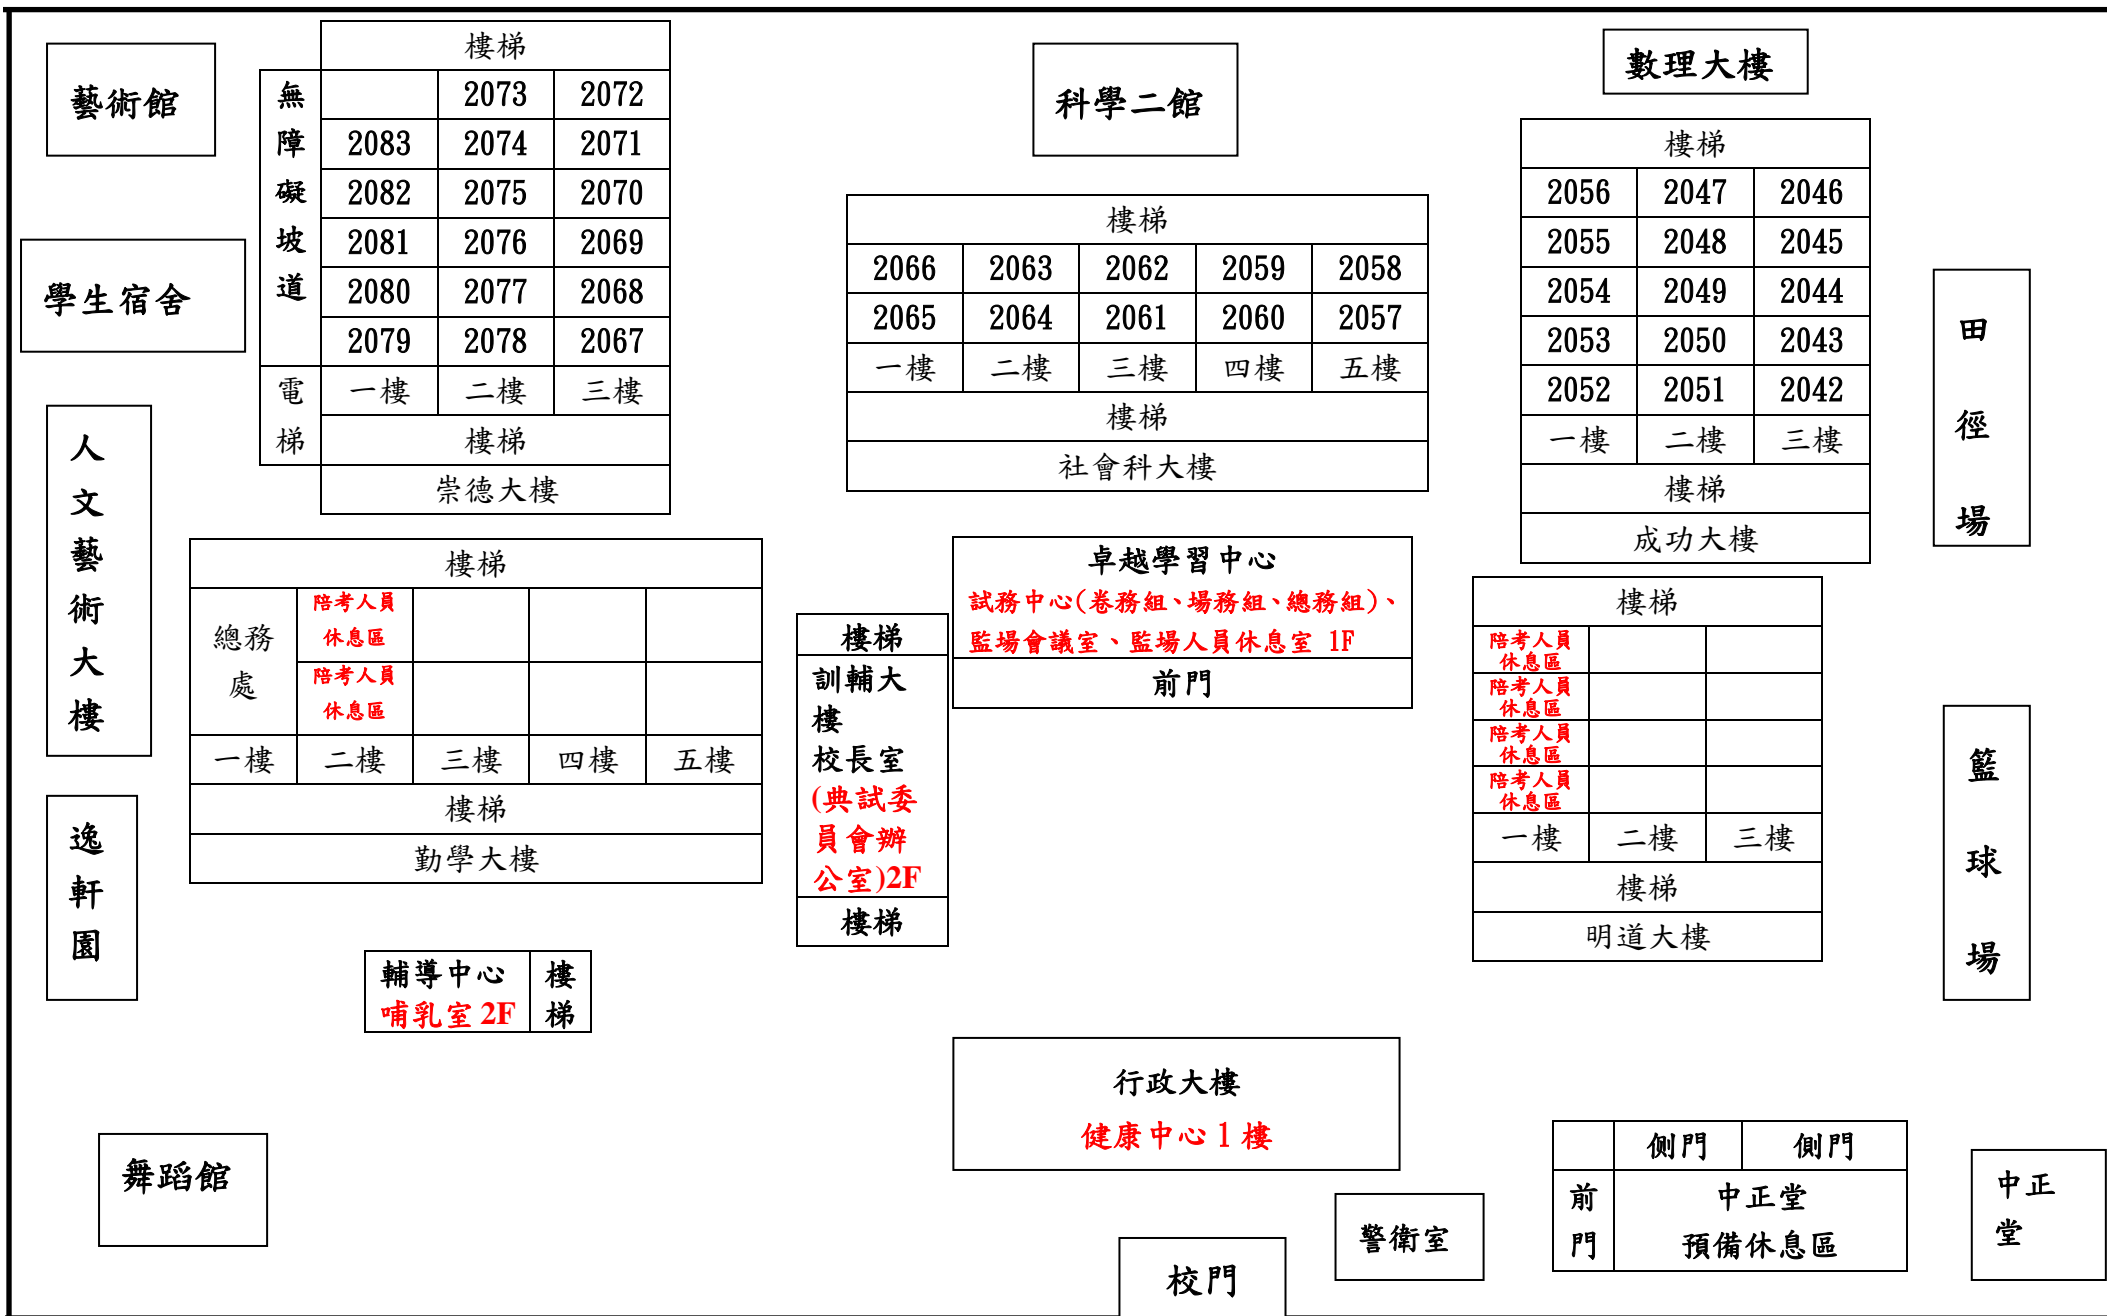 藝術館
學生宿舍
人文藝術大樓
逸軒園
舞蹈館
樓梯
無障礙坡道
2073 2072
2083 2074 2071
2082 2075 2070
2081 2076 2069
2080 2077 2068
2079 2078 2067
電梯
一樓 二樓 三樓
樓梯
崇德大樓
科學二館
樓梯
2066 2063 2062 2059 2058
2065 2064 2061 2060 2057
一樓 二樓 三樓 四樓 五樓
樓梯
社會科大樓
數理大樓
樓梯
2056 2047 2046
2055 2048 2045
2054 2049 2044
2053 2050 2043
2052 2051 2042
一樓 二樓 三樓
樓梯
成功大樓
田徑場
樓梯
總務處
陪考人員
休息區
陪考人員
休息區
一樓 二樓 三樓 四樓 五樓
樓梯
勤學大樓
樓梯
訓輔大
樓
校長室
(典試委
員會辦
公室)2F
樓梯
卓越學習中心
試務中心(卷務組、場務組、總務組)、
監場會議室、監場人員休息室 1F
前門
樓梯
陪考人員
休息區
陪考人員
休息區
陪考人員
休息區
陪考人員
休息區
一樓 二樓 三樓
樓梯
明道大樓
籃球場
輔導中心
哺乳室 2F
樓梯
行政大樓
健康中心 1 樓
警衛室
校門
側門 側門
前門
中正堂
預備休息區
中正
堂